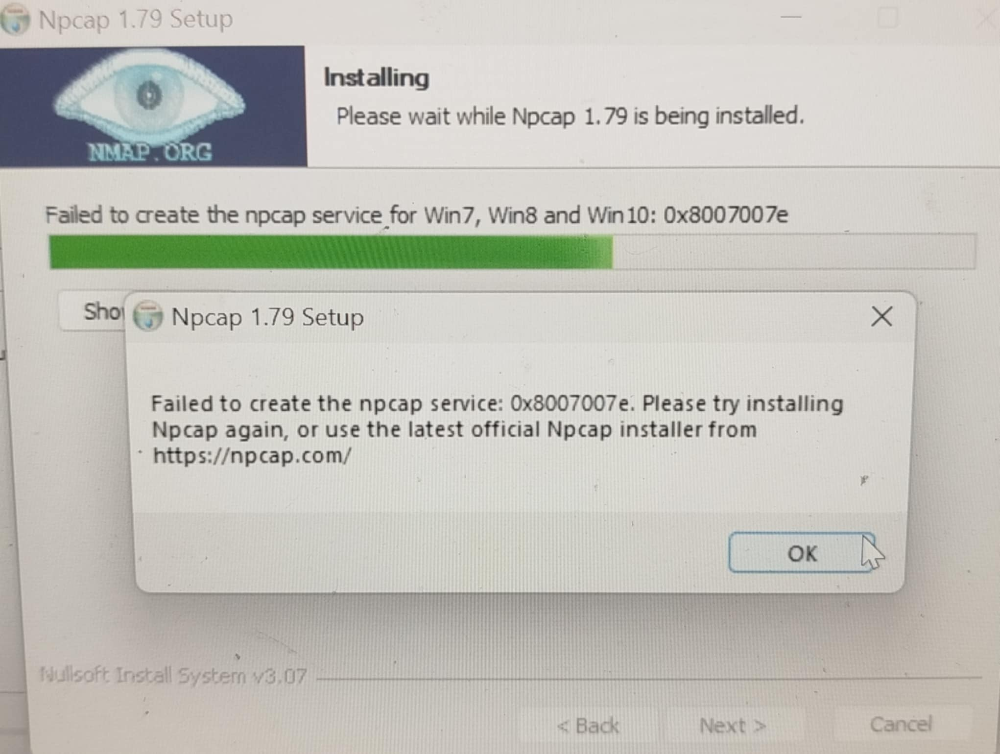 Npcap 1.79 Setup
NMAP.ORG
Installing
Please wait while Npcap 1.79 is being installed.
Failed to create the npcap service for Win7, Win8 and Win10: 0x8007007e
Sho
Npcap 1.79 Setup
Failed to create the npcap service: 0x8007007e. Please try installing
Npcap again, or use the latest official Npcap installer from
https://npcap.com/
OK
Nullsoft Install System v3.07
< Back
Next >
Cancel